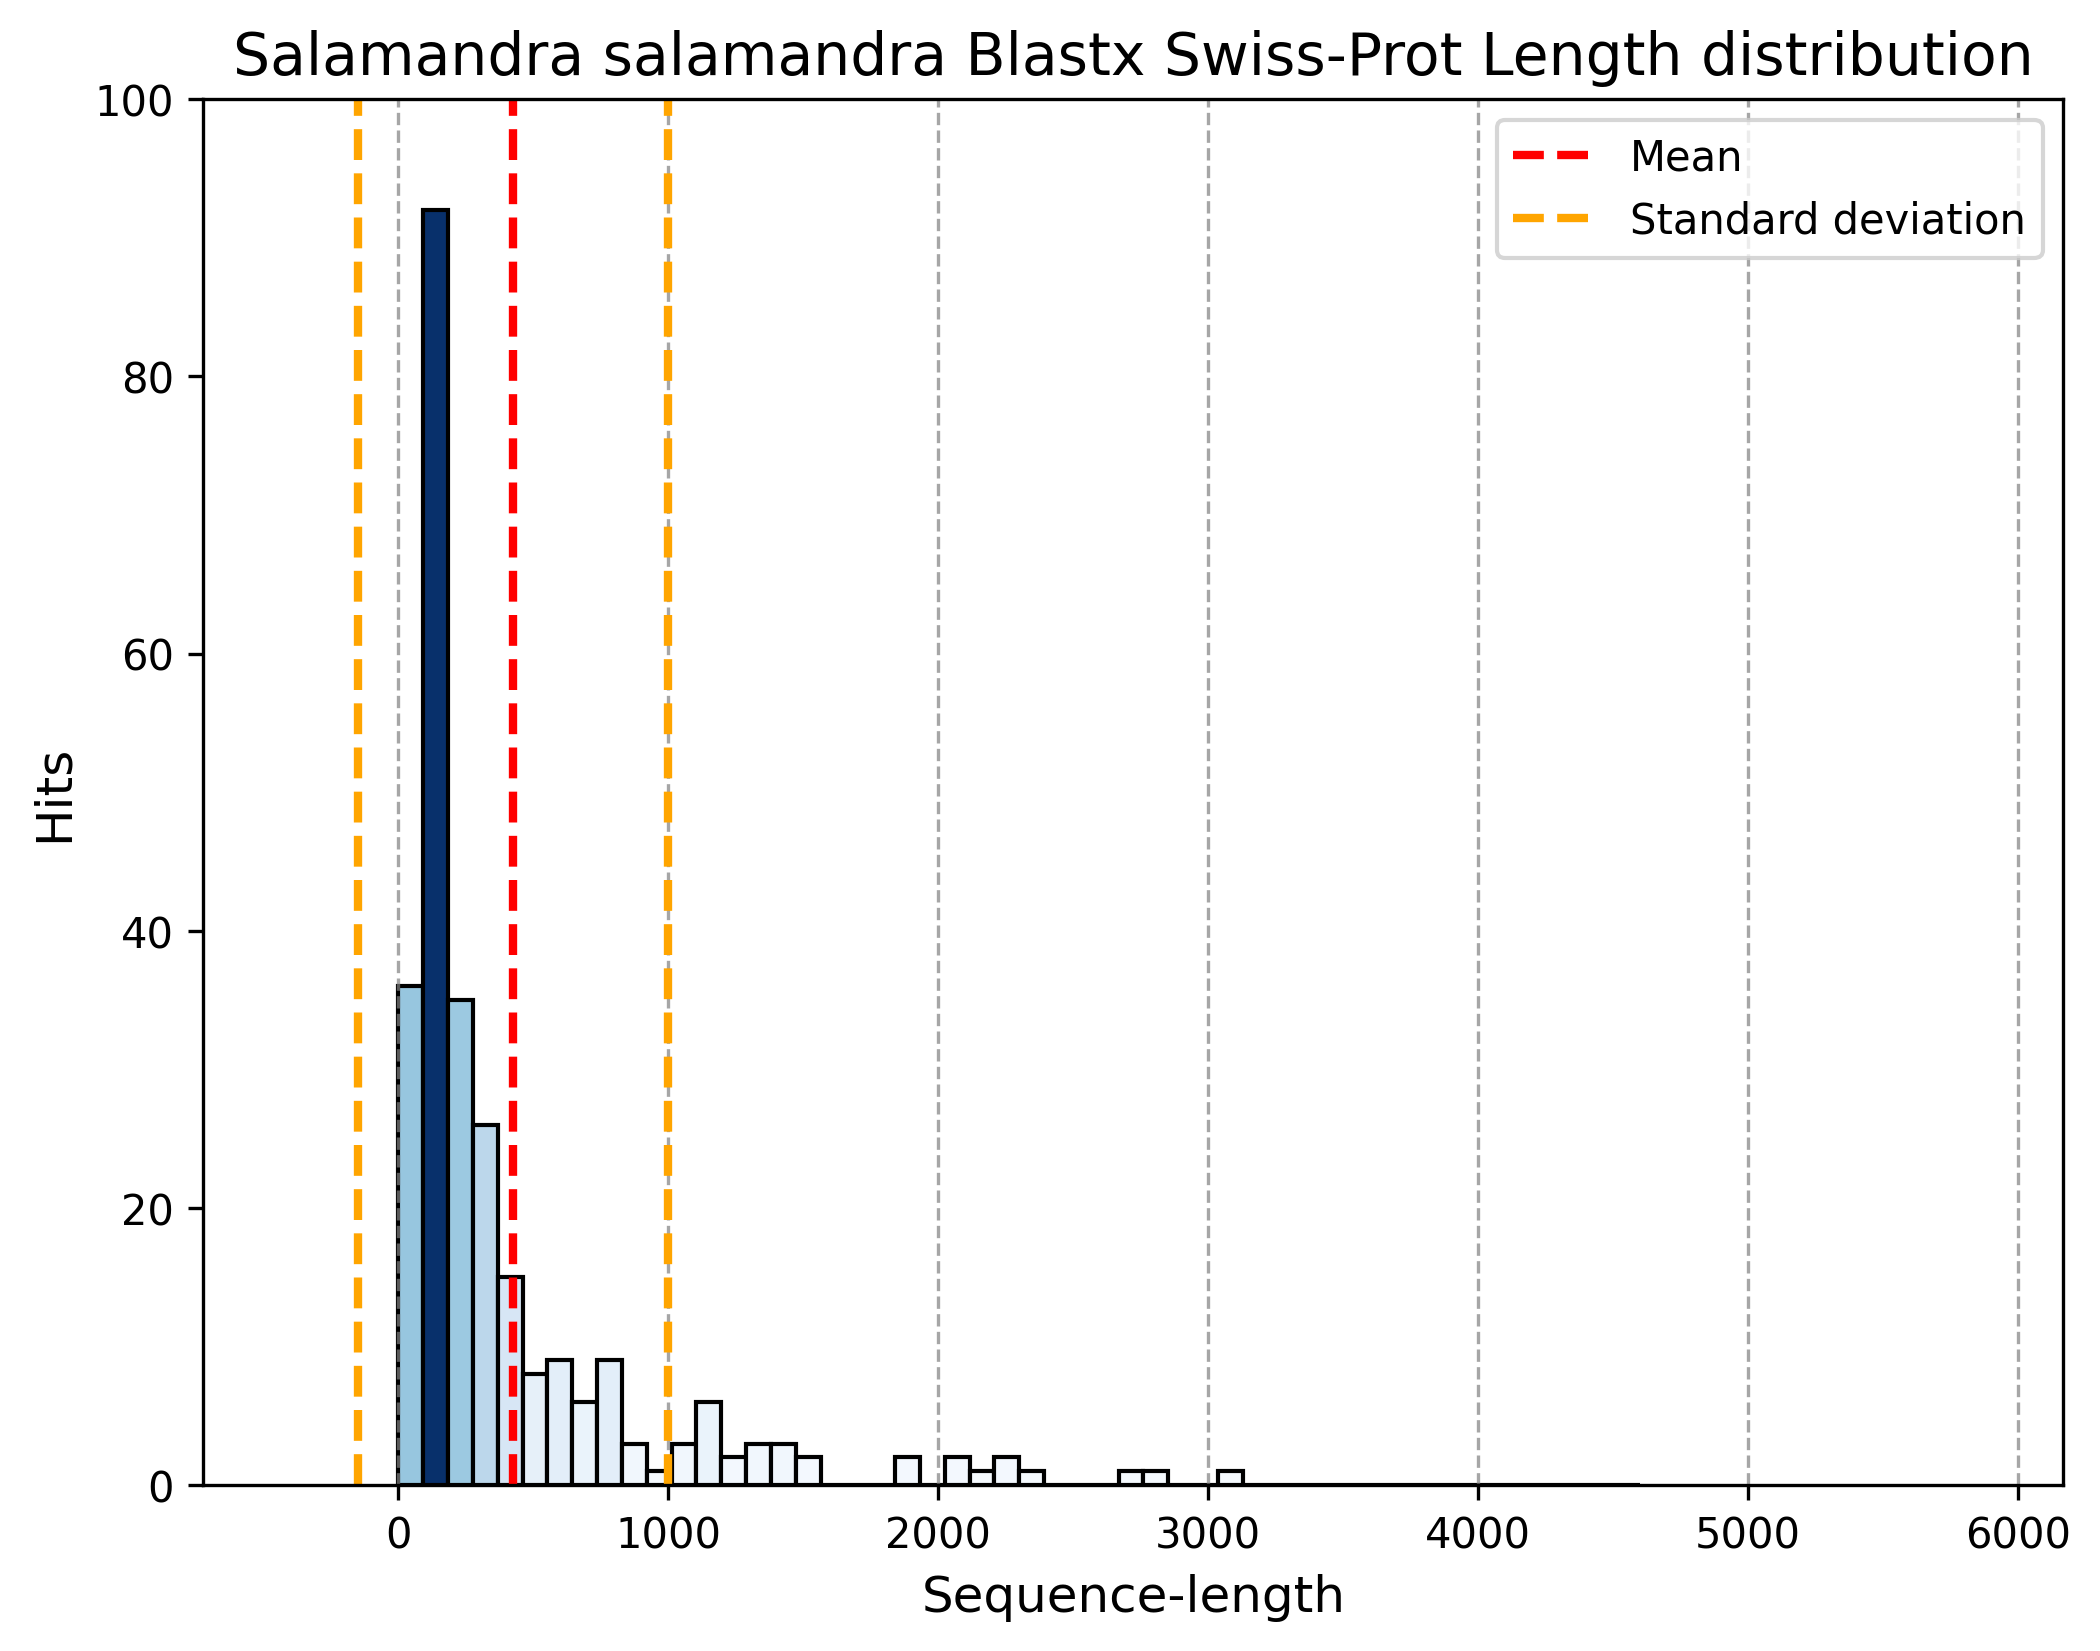 Salamandra salamandra Blastx Swiss-Prot Length distribution
100
80
60
40
20
0
Hits
Mean
Standard deviation
0 1000 2000 3000 4000 5000 6000
Sequence-length